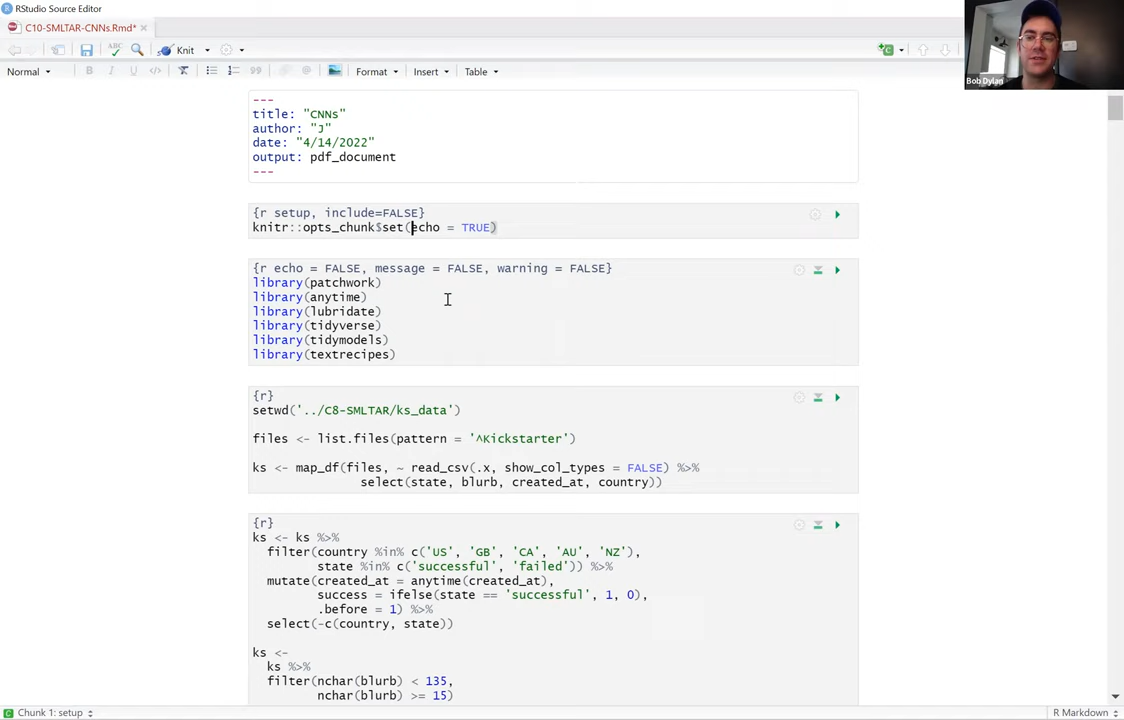 RStudio Source Editor
C10-SMLTAR-CNNs.Rmd*
ABC
Knit
Normal
B
I
U
</>
Format
Insert
Table
Bob Dylan
---
title: "CNNs"
author: "J"
date: "4/14/2022"
output: pdf_document
---
{r setup, include=FALSE}
knitr::opts_chunk$set(echo = TRUE)
{r echo = FALSE, message = FALSE, warning = FALSE}
library(patchwork)
library(anytime)
library(lubridate)
library(tidyverse)
library(tidymodels)
library(textrecipes)
{r}
setwd('../C8-SMLTAR/ks_data')
files <- list.files(pattern = '^Kickstarter')
ks <- map_df(files, ~ read_csv(.x, show_col_types = FALSE) %>%
select(state, blurb, created_at, country))
{r}
ks <- ks %>%
filter(country %in% c('US', 'GB', 'CA', 'AU', 'NZ'),
state %in% c('successful', 'failed')) %>%
mutate(created_at = anytime(created_at),
success = ifelse(state == 'successful', 1, 0),
.before = 1) %>%
select(-c(country, state))
ks <-
ks %>%
filter(nchar(blurb) < 135,
nchar(blurb) >= 15)
Chunk 1: setup
R Markdown